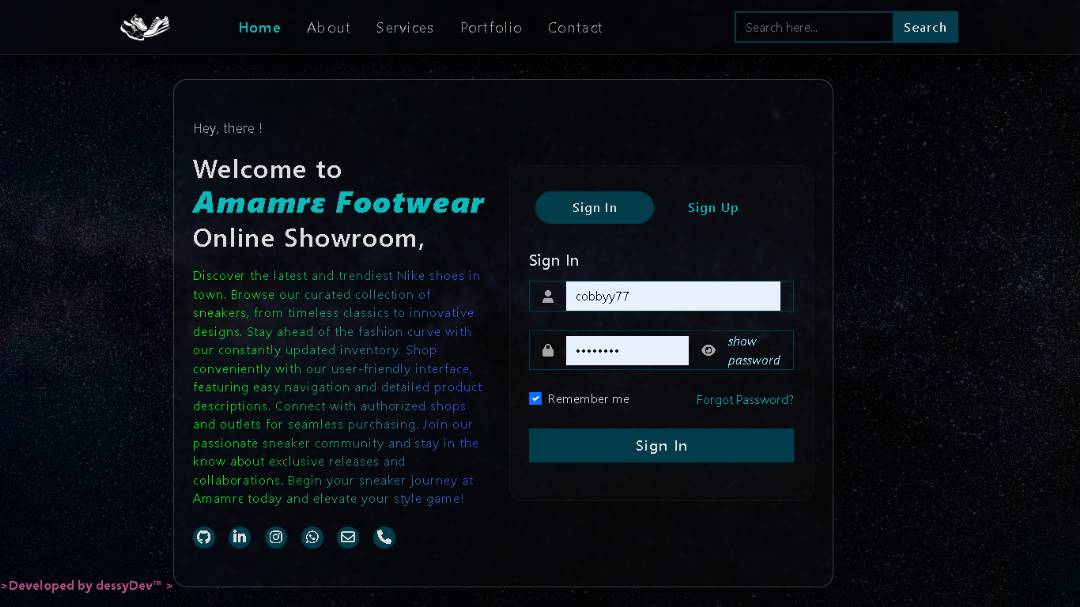 Home About Services Portfolio Contact
Search here... Search
Hey, there !
Welcome to
Amamrɛ Footwear
Online Showroom,
Discover the latest and trendiest Nike shoes in
town. Browse our curated collection of
sneakers, from timeless classics to innovative
designs. Stay ahead of the fashion curve with
our constantly updated inventory. Shop
conveniently with our user-friendly interface,
featuring easy navigation and detailed product
descriptions. Connect with authorized shops
and outlets for seamless purchasing. Join our
passionate sneaker community and stay in the
know about exclusive releases and
collaborations. Begin your sneaker journey at
Amamrɛ today and elevate your style game!
Sign In Sign Up
Sign In
cobbyy77
••••••••
show
password
Remember me Forgot Password?
Sign In
in
>Developed by dessyDev™ >